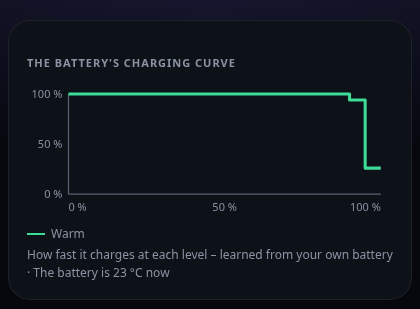 THE BATTERY'S CHARGING CURVE
100 %
50 %
0 %
0 %
50 %
100 %
Warm
How fast it charges at each level – learned from your own battery
· The battery is 23 °C now